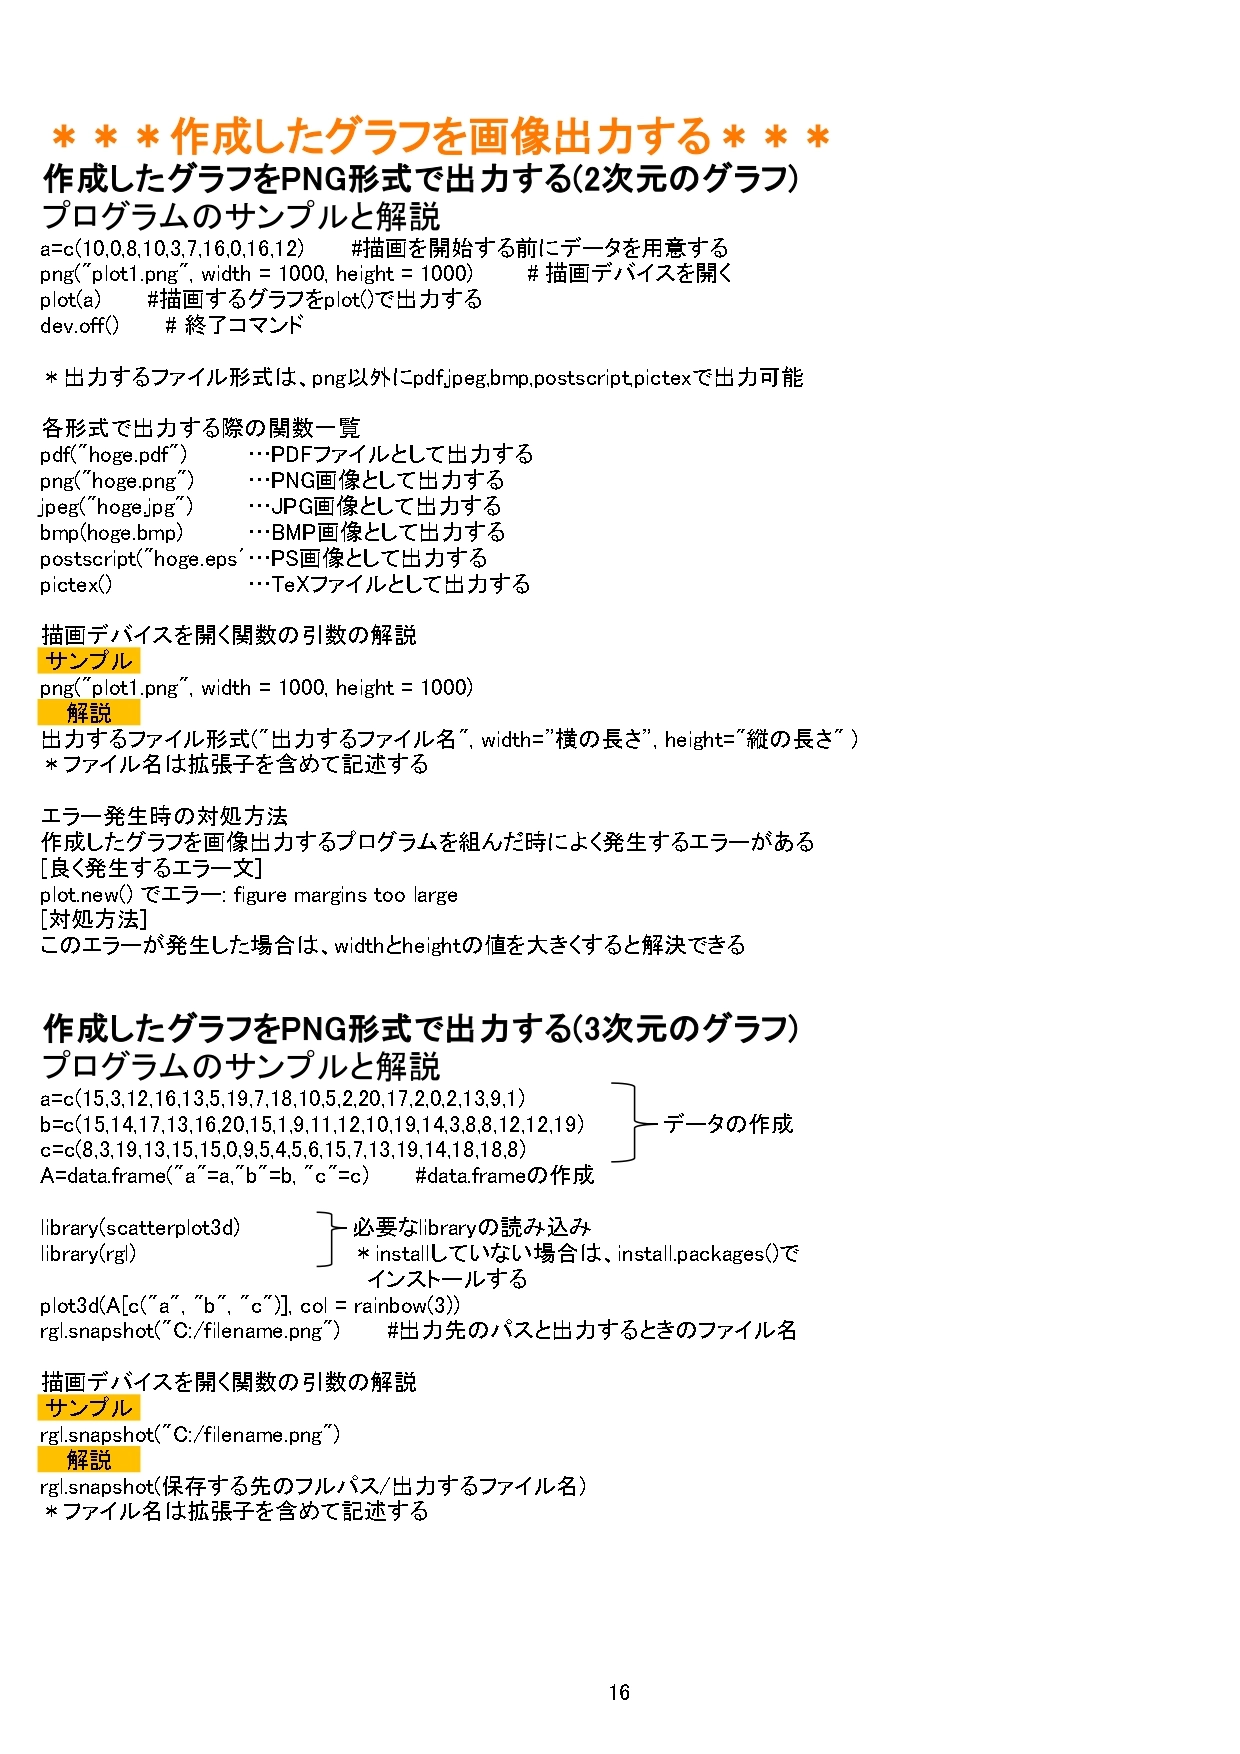 ＊＊＊作成したグラフを画像出力する＊＊＊
作成したグラフをPNG形式で出力する(2次元のグラフ)
プログラムのサンプルと解説
a=c(10,0,8,10,3,7,16,0,16,12)　　#描画を開始する前にデータを用意する
png("plot1.png", width = 1000, height = 1000)　　# 描画デバイスを開く
plot(a)　　#描画するグラフをplot()で出力する
dev.off()　　# 終了コマンド
＊出力するファイル形式は、png以外にpdf,jpeg,bmp,postscript,pictexで出力可能
各形式で出力する際の関数一覧
pdf("hoge.pdf")　　…PDFファイルとして出力する
png("hoge.png")　　…PNG画像として出力する
jpeg("hoge.jpg")　　…JPG画像として出力する
bmp(hoge.bmp)　　…BMP画像として出力する
postscript("hoge.eps'…PS画像として出力する
pictex()　　…TeXファイルとして出力する
描画デバイスを開く関数の引数の解説
サンプル
png("plot1.png", width = 1000, height = 1000)
解説
出力するファイル形式("出力するファイル名", width="横の長さ", height="縦の長さ" )
＊ファイル名は拡張子を含めて記述する
エラー発生時の対処方法
作成したグラフを画像出力するプログラムを組んだ時によく発生するエラーがある
[良く発生するエラー文]
plot.new() でエラー: figure margins too large
[対処方法]
このエラーが発生した場合は、widthとheightの値を大きくすると解決できる
作成したグラフをPNG形式で出力する(3次元のグラフ)
プログラムのサンプルと解説
a=c(15,3,12,16,13,5,19,7,18,10,5,2,20,17,2,0,2,13,9,1)
b=c(15,14,17,13,16,20,15,1,9,11,12,10,19,14,3,8,8,12,12,19)　　データの作成
c=c(8,3,19,13,15,15,0,9,5,4,5,6,15,7,13,19,14,18,18,8)
A=data.frame("a"=a,"b"=b, "c"=c)　　#data.frameの作成
library(scatterplot3d)　　必要なlibraryの読み込み
library(rgl)　　＊installしていない場合は、install.packages()で
インストールする
plot3d(A[c("a", "b", "c")], col = rainbow(3))
rgl.snapshot("C:/filename.png")　　#出力先のパスと出力するときのファイル名
描画デバイスを開く関数の引数の解説
サンプル
rgl.snapshot("C:/filename.png")
解説
rgl.snapshot(保存する先のフルパス/出力するファイル名)
＊ファイル名は拡張子を含めて記述する
16